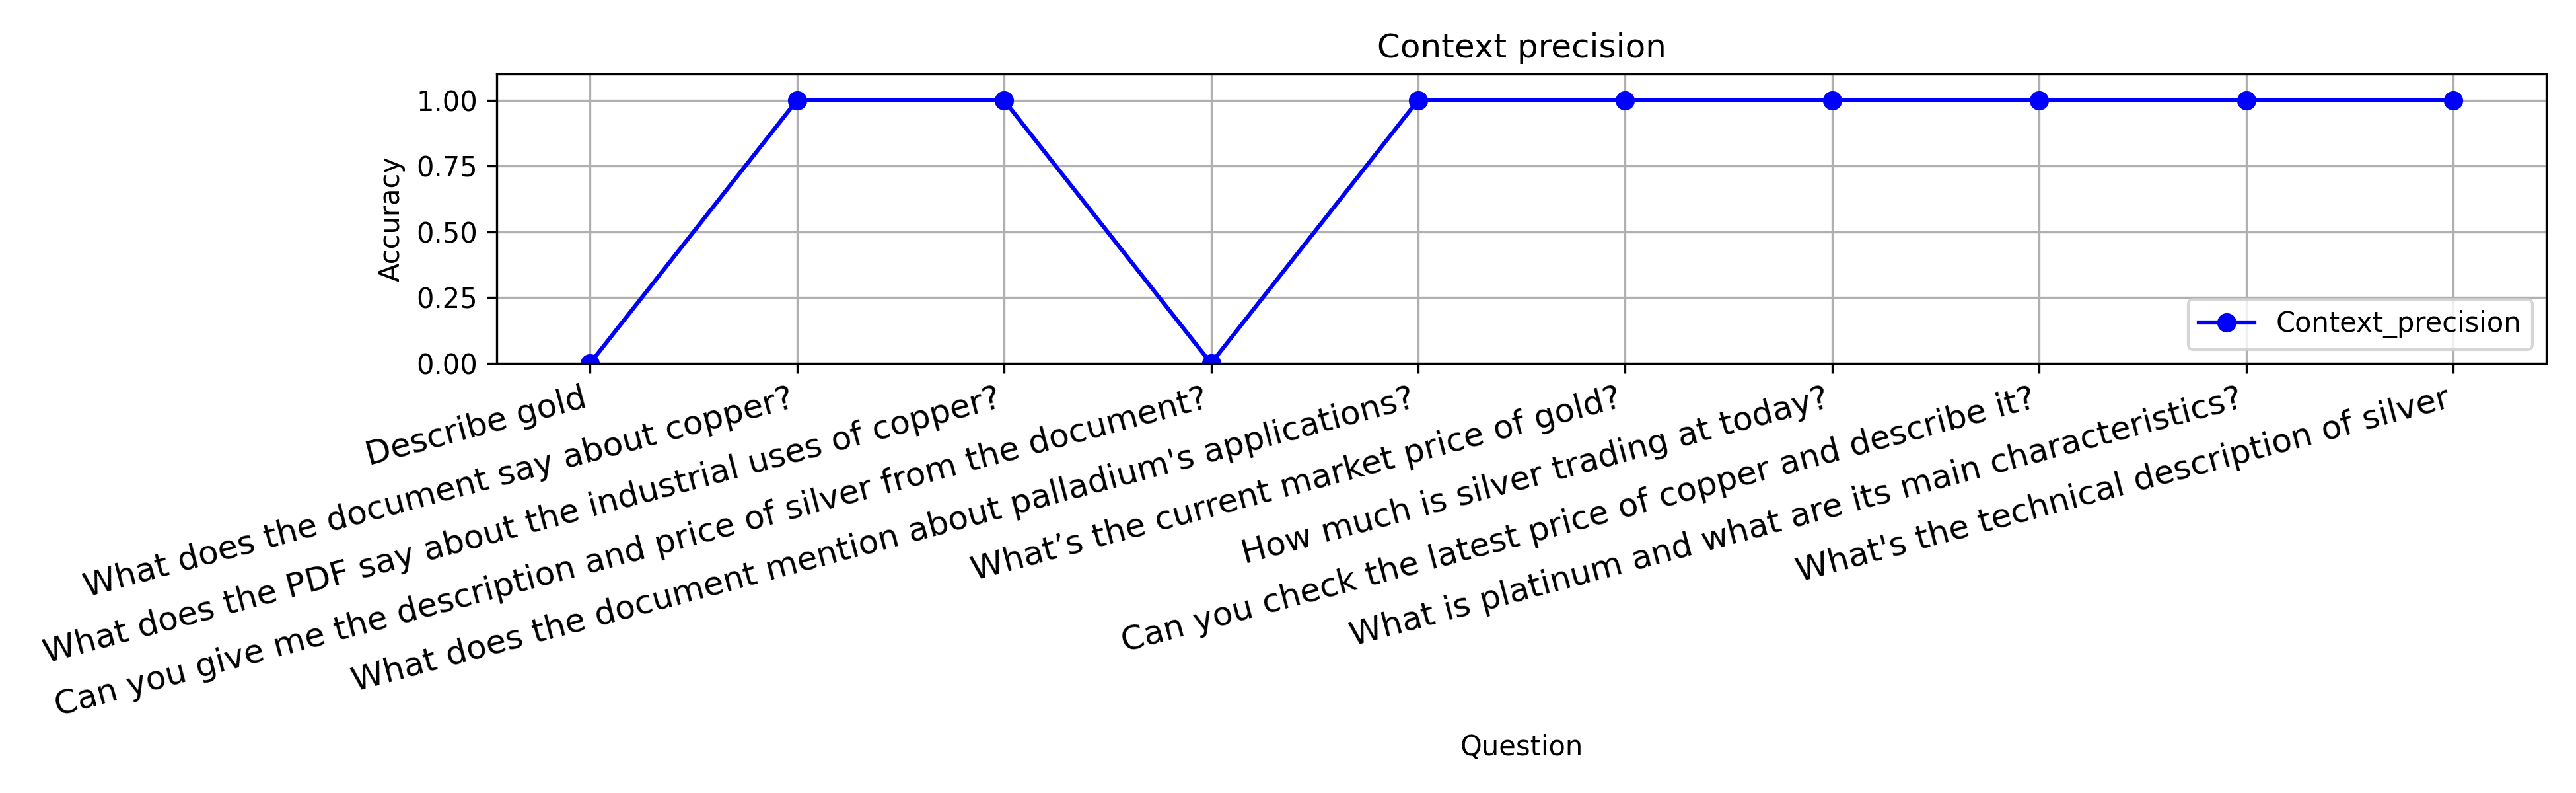 Context precision
1.00
0.75
0.50
0.25
0.00
Accuracy
Context_precision
Describe gold
What does the document say about copper?
What does the PDF say about the industrial uses of copper?
Can you give me the description and price of silver from the document?
What does the document mention about palladium's applications?
What’s the current market price of gold?
How much is silver trading at today?
Can you check the latest price of copper and describe it?
What is platinum and what are its main characteristics?
What's the technical description of silver
Question